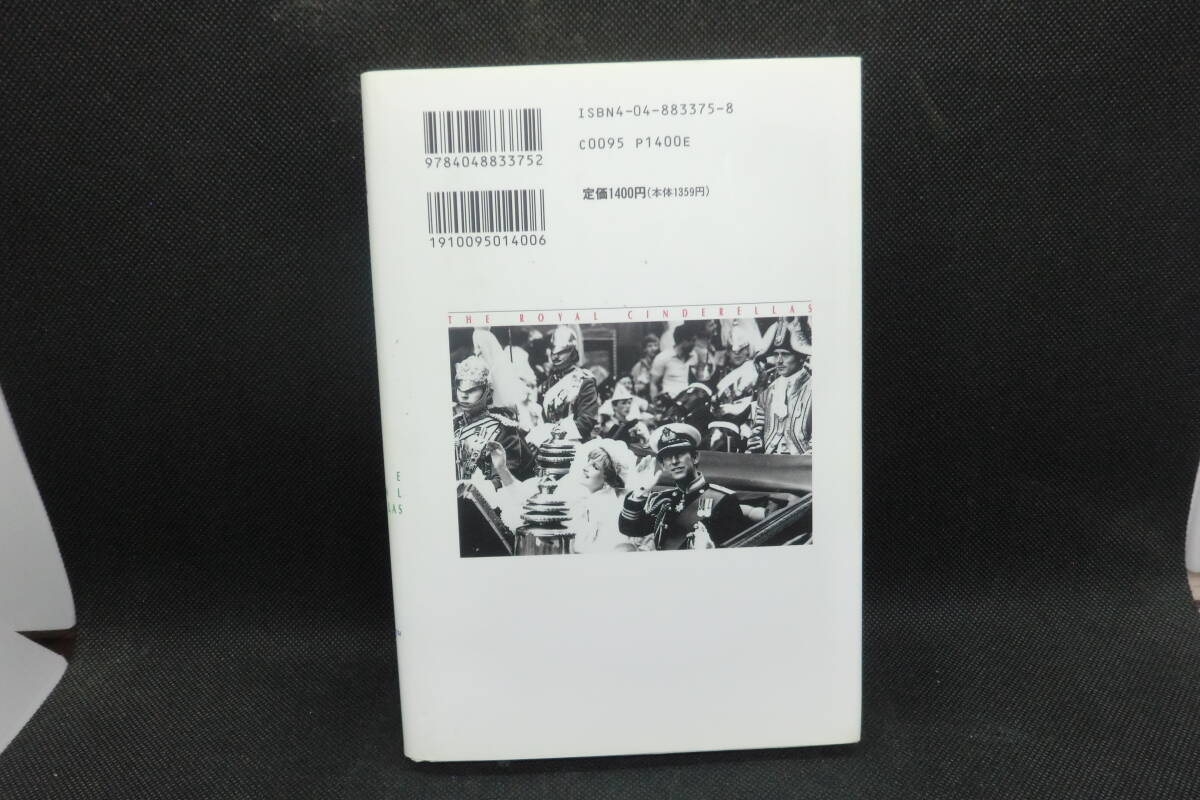 ISBN4-04-883375-8
9784048833752
C0095 P1400E
定価1400円(本体1359円)
1910095014006
THE ROYAL CINDERELLAS
E
L
LAS